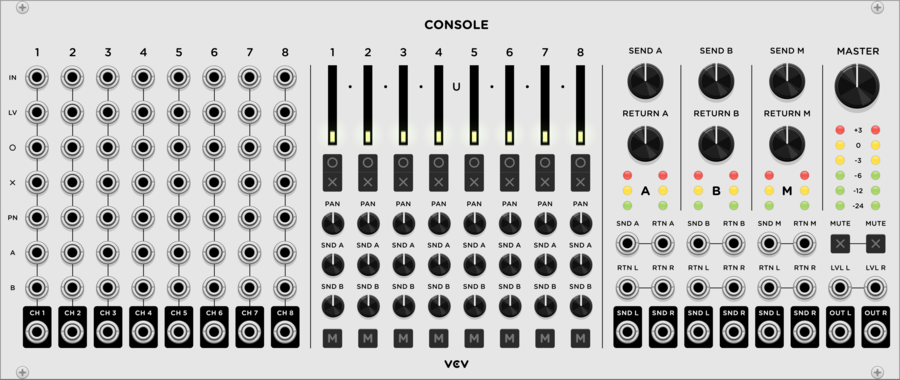 CONSOLE
1 2 3 4 5 6 7 8
IN
LV
O
X
PN
A
B
CH 1 CH 2 CH 3 CH 4 CH 5 CH 6 CH 7 CH 8
1 2 3 4 5 6 7 8
U
O O O O O O O O
X X X X X X X X
PAN PAN PAN PAN PAN PAN PAN PAN
SND A SND A SND A SND A SND A SND A SND A SND A
SND B SND B SND B SND B SND B SND B SND B SND B
M M M M M M M M
VCV
SEND A SEND B SEND M MASTER
RETURN A RETURN B RETURN M
A B M
+3
0
-3
-6
-12
-24
SND A RTN A SND B RTN B SND M RTN M MUTE MUTE
X X
RTN L RTN R RTN L RTN R RTN L RTN R LVL L LVL R
SND L SND R SND L SND R SND L SND R OUT L OUT R